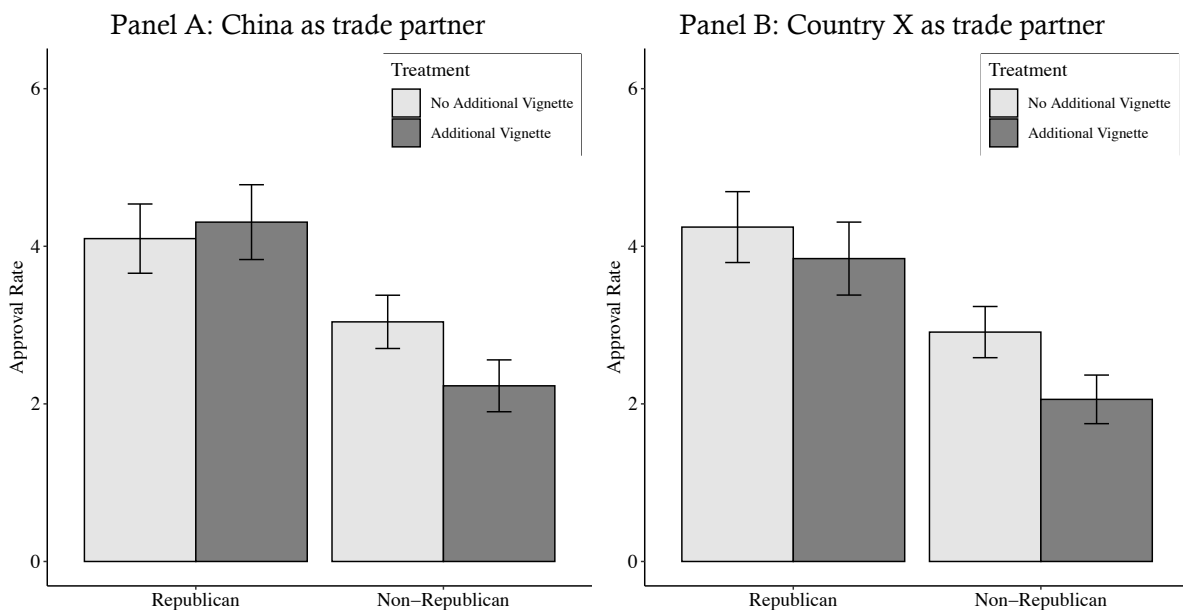 Panel A: China as trade partner
Treatment
No Additional Vignette
Additional Vignette
6
4
2
0
Approval Rate
Republican
Non−Republican
Panel B: Country X as trade partner
Treatment
No Additional Vignette
Additional Vignette
6
4
2
0
Approval Rate
Republican
Non−Republican